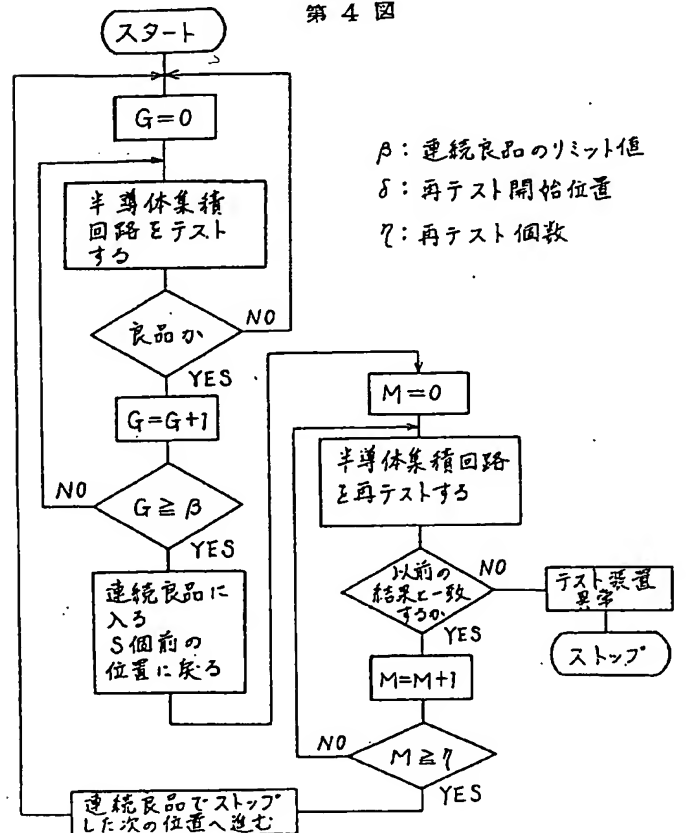 第 4 図
スタート
G=0
半導体集積
回路をテスト
する
良品か
NO
YES
G=G+1
G≧β
NO
YES
連続良品に
入る
S個前の
位置に戻る
β: 連続良品のリミット値
δ: 再テスト開始位置
η: 再テスト個数
M=0
半導体集積回路
を再テストする
以前の
結果と一致
するか
NO
YES
テスト装置
異常
ストップ
M=M+1
M≧η
NO
YES
連続良品でストップ
した次の位置へ進む